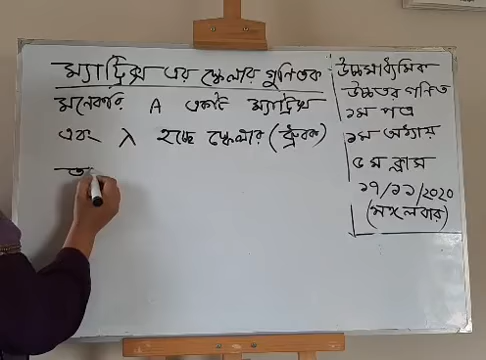 ম্যাট্রিক্স এর স্কেলার গুণিতক
মনেকরি A একটি ম্যাট্রিক্স
এবং λ হচ্ছে স্কেলার (ধ্রুবক)
ত
উচ্চমাধ্যমিক
উচ্চতর গণিত
১ম পত্র
১ম অধ্যায়
৫ম ক্লাস
১৭/১১/২০২০
(মঙ্গলবার)